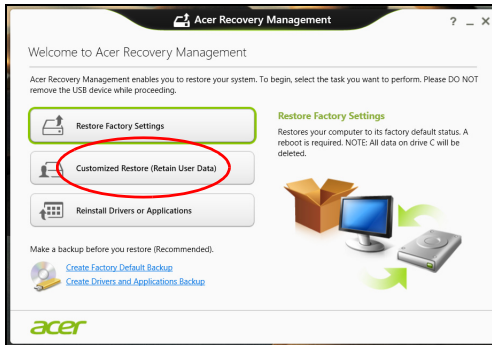 Acer Recovery Management
Welcome to Acer Recovery Management
Acer Recovery Management enables you to restore your system. To begin, select the task you want to perform. Please DO NOT
remove the USB device while proceeding.
Restore Factory Settings
Customized Restore (Retain User Data)
Reinstall Drivers or Applications
Restore Factory Settings
Restores your computer to its factory default status. A
reboot is required. NOTE: All data on drive C will be
deleted.
Make a backup before you restore (Recommended).
Create Factory Default Backup
Create Drivers and Applications Backup
acer